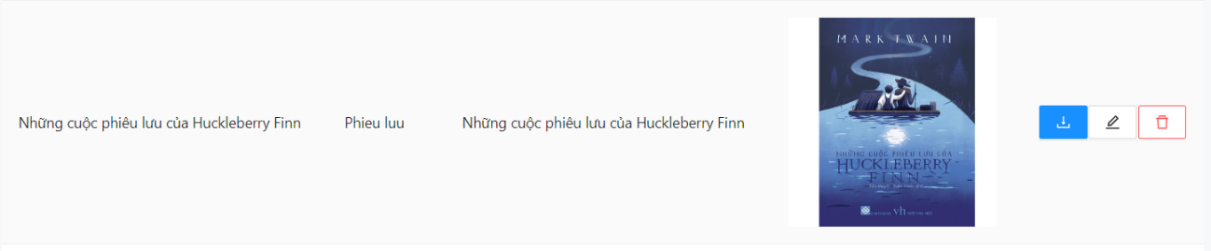 Những cuộc phiêu lưu của Huckleberry Finn
Phieu luu
Những cuộc phiêu lưu của Huckleberry Finn
MARK TWAIN
NHỮNG CUỘC PHIÊU LƯU CỦA
HUCKLEBERRY
FINN
vh